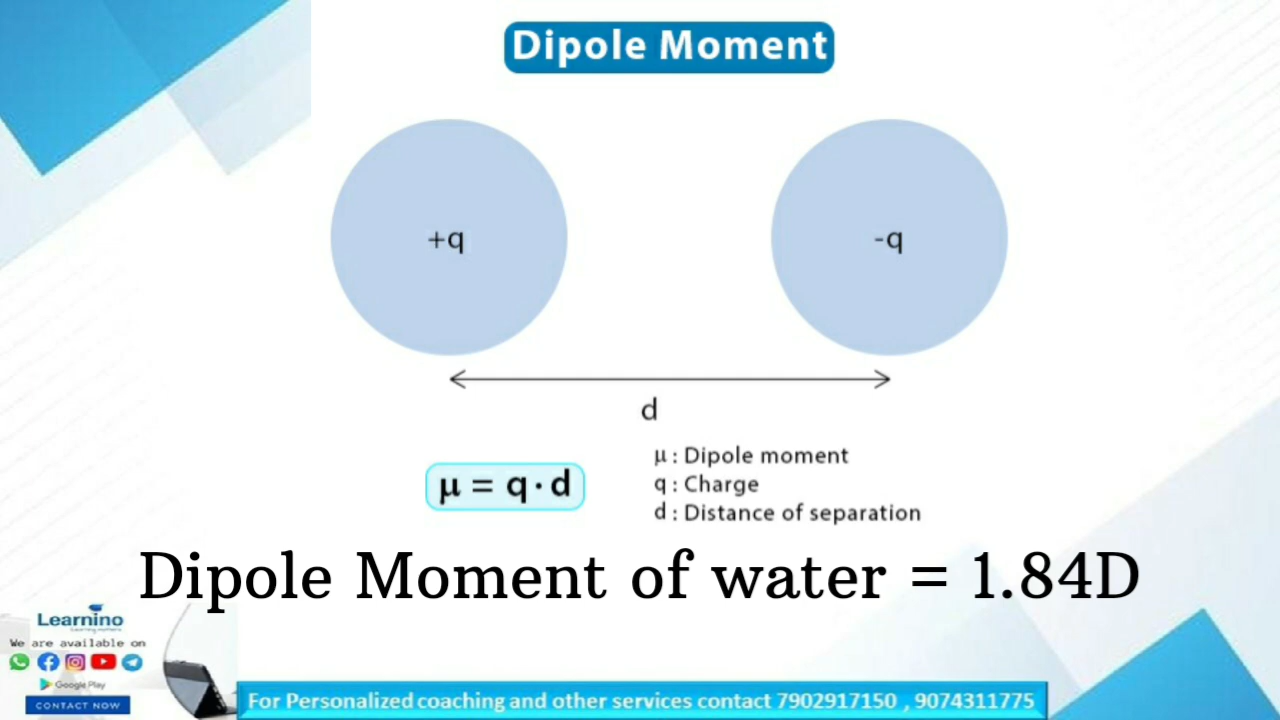 Dipole Moment
+q
-q
d
μ = q · d
μ : Dipole moment
q : Charge
d : Distance of separation
Dipole Moment of water = 1.84D
Learnino
We are available on
Google Play
CONTACT NOW
For Personalized coaching and other services contact 7902917150 , 9074311775